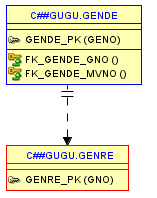 C##GUGU.GENDE
GENDE_PK (GENO)
FK_GENDE_GNO ()
FK_GENDE_MVNO ()
C##GUGU.GENRE
GENRE_PK (GNO)